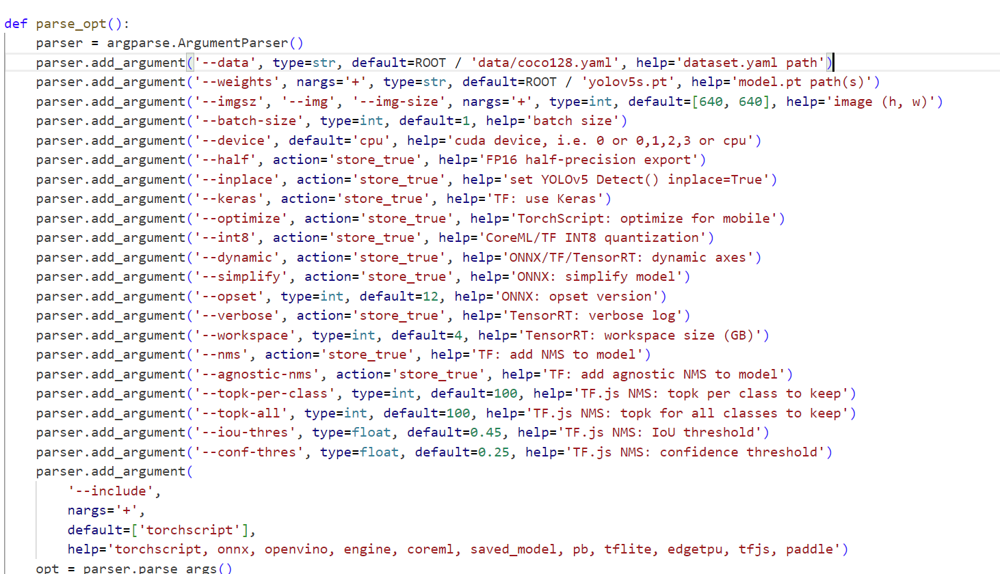 def parse_opt():
parser = argparse.ArgumentParser()
parser.add_argument('--data', type=str, default=ROOT / 'data/coco128.yaml', help='dataset.yaml path')
parser.add_argument('--weights', nargs='+', type=str, default=ROOT / 'yolov5s.pt', help='model.pt path(s)')
parser.add_argument('--imgsz', '--img', '--img-size', nargs='+', type=int, default=[640, 640], help='image (h, w)')
parser.add_argument('--batch-size', type=int, default=1, help='batch size')
parser.add_argument('--device', default='cpu', help='cuda device, i.e. 0 or 0,1,2,3 or cpu')
parser.add_argument('--half', action='store_true', help='FP16 half-precision export')
parser.add_argument('--inplace', action='store_true', help='set YOLOv5 Detect() inplace=True')
parser.add_argument('--keras', action='store_true', help='TF: use Keras')
parser.add_argument('--optimize', action='store_true', help='TorchScript: optimize for mobile')
parser.add_argument('--int8', action='store_true', help='CoreML/TF INT8 quantization')
parser.add_argument('--dynamic', action='store_true', help='ONNX/TF/TensorRT: dynamic axes')
parser.add_argument('--simplify', action='store_true', help='ONNX: simplify model')
parser.add_argument('--opset', type=int, default=12, help='ONNX: opset version')
parser.add_argument('--verbose', action='store_true', help='TensorRT: verbose log')
parser.add_argument('--workspace', type=int, default=4, help='TensorRT: workspace size (GB)')
parser.add_argument('--nms', action='store_true', help='TF: add NMS to model')
parser.add_argument('--agnostic-nms', action='store_true', help='TF: add agnostic NMS to model')
parser.add_argument('--topk-per-class', type=int, default=100, help='TF.js NMS: topk per class to keep')
parser.add_argument('--topk-all', type=int, default=100, help='TF.js NMS: topk for all classes to keep')
parser.add_argument('--iou-thres', type=float, default=0.45, help='TF.js NMS: IoU threshold')
parser.add_argument('--conf-thres', type=float, default=0.25, help='TF.js NMS: confidence threshold')
parser.add_argument(
'--include',
nargs='+',
default=['torchscript'],
help='torchscript, onnx, openvino, engine, coreml, saved_model, pb, tflite, edgetpu, tfjs, paddle')
opt = parser.parse_args()